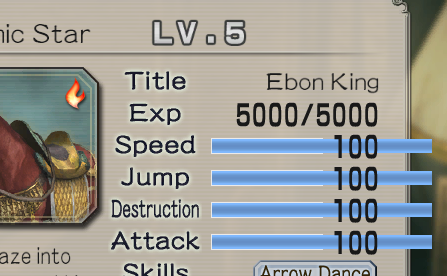 nic Star LV.5
Title Ebon King
Exp 5000/5000
Speed 100
Jump 100
Destruction 100
Attack 100
aze into
Skills Arrow Dance